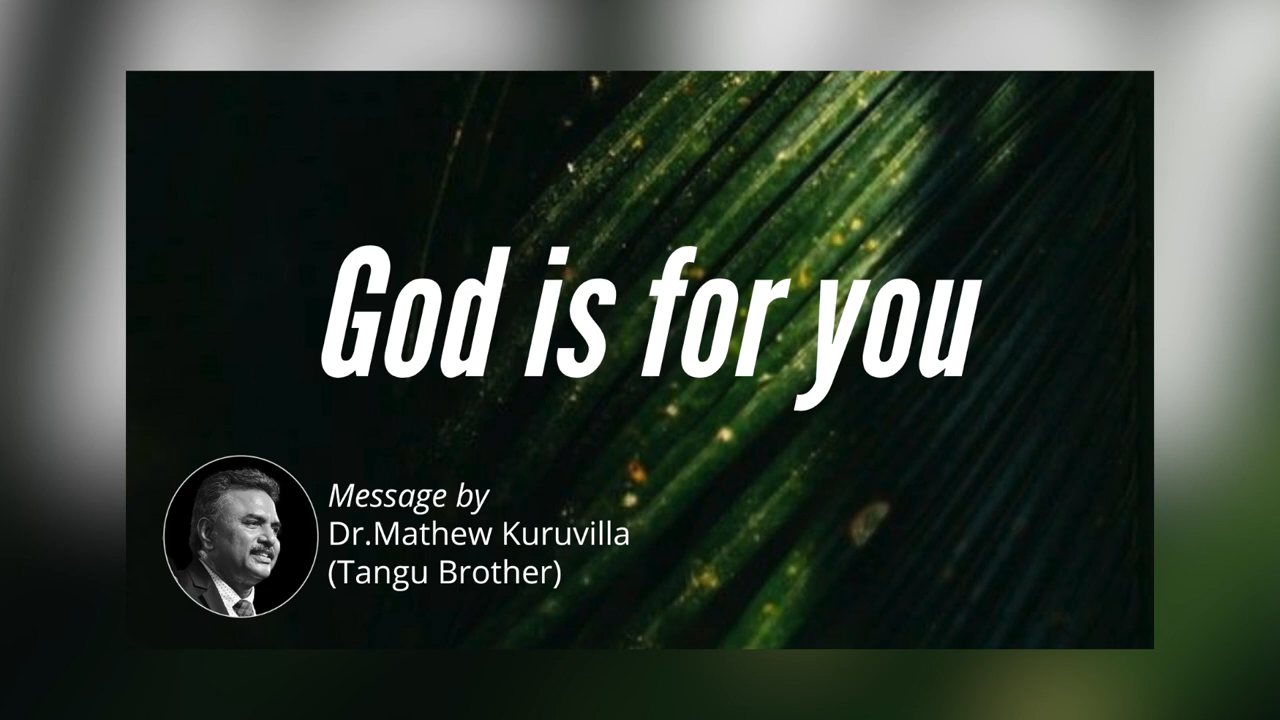 God is for you
Message by
Dr.Mathew Kuruvilla
(Tangu Brother)